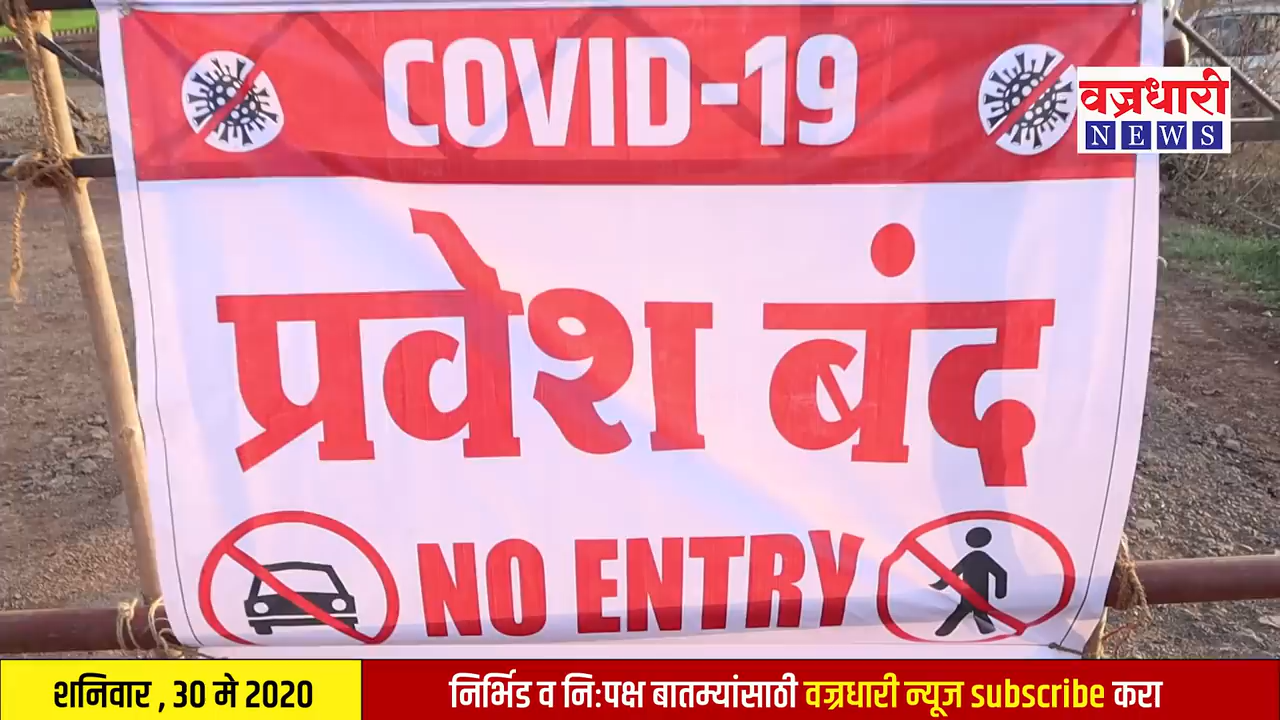 COVID-19
वज्रधारी
NEWS
प्रवेश बंद
NO ENTRY
शनिवार , 30 मे 2020
निर्भिड व नि:पक्ष बातम्यांसाठी वज्रधारी न्यूज subscribe करा